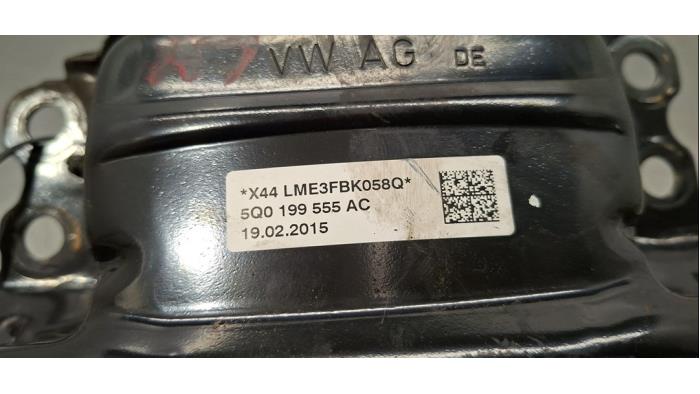 VW AG DE
*X44 LME3FBK058Q*
5Q0 199 555 AC
19.02.2015